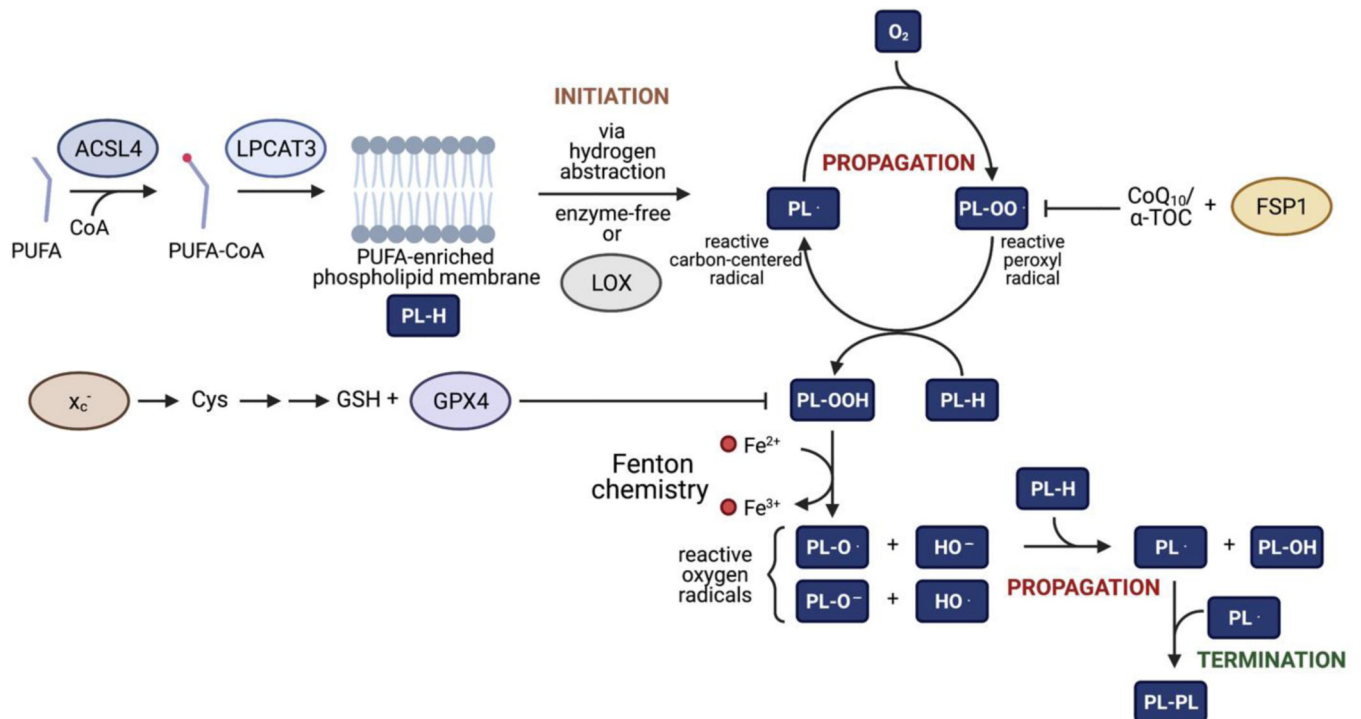 O₂
INITIATION
via
hydrogen
abstraction
enzyme-free
or
LOX
ACSL4
CoA
PUFA
LPCAT3
PUFA-CoA
PUFA-enriched
phospholipid membrane
PL-H
PROPAGATION
PL·
reactive
carbon-centered
radical
PL-OO·
reactive
peroxyl
radical
CoQ₁₀/
α-TOC
+
FSP1
xc⁻
Cys
GSH +
GPX4
PL-OOH
PL-H
Fenton
chemistry
Fe²⁺
Fe³⁺
reactive
oxygen
radicals
PL-O· + HO⁻
PL-O⁻ + HO·
PL-H
PROPAGATION
PL· + PL-OH
PL·
TERMINATION
PL-PL